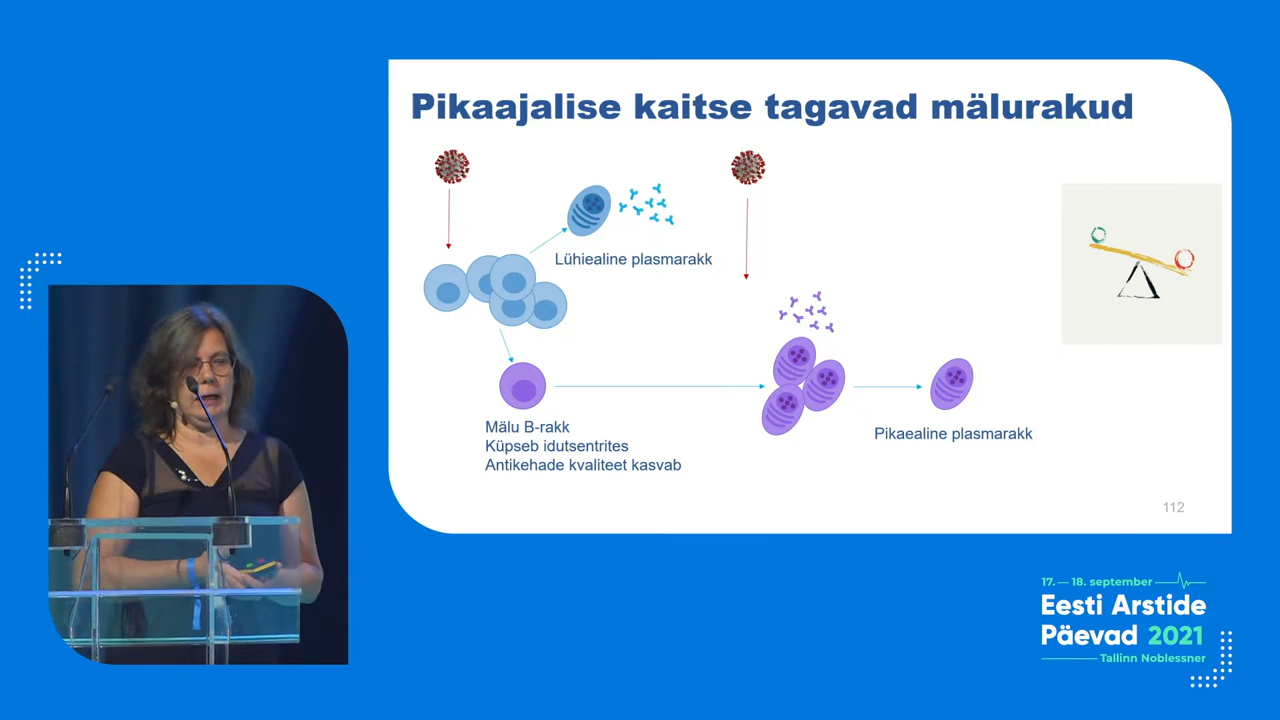 Pikaajalise kaitse tagavad mälurakud
Lühiealine plasmarakk
Mälu B-rakk
Küpseb idutsentrites
Antikehade kvaliteet kasvab
Pikaealine plasmarakk
112
17. — 18. september
Eesti Arstide
Päevad 2021
Tallinn Noblessner